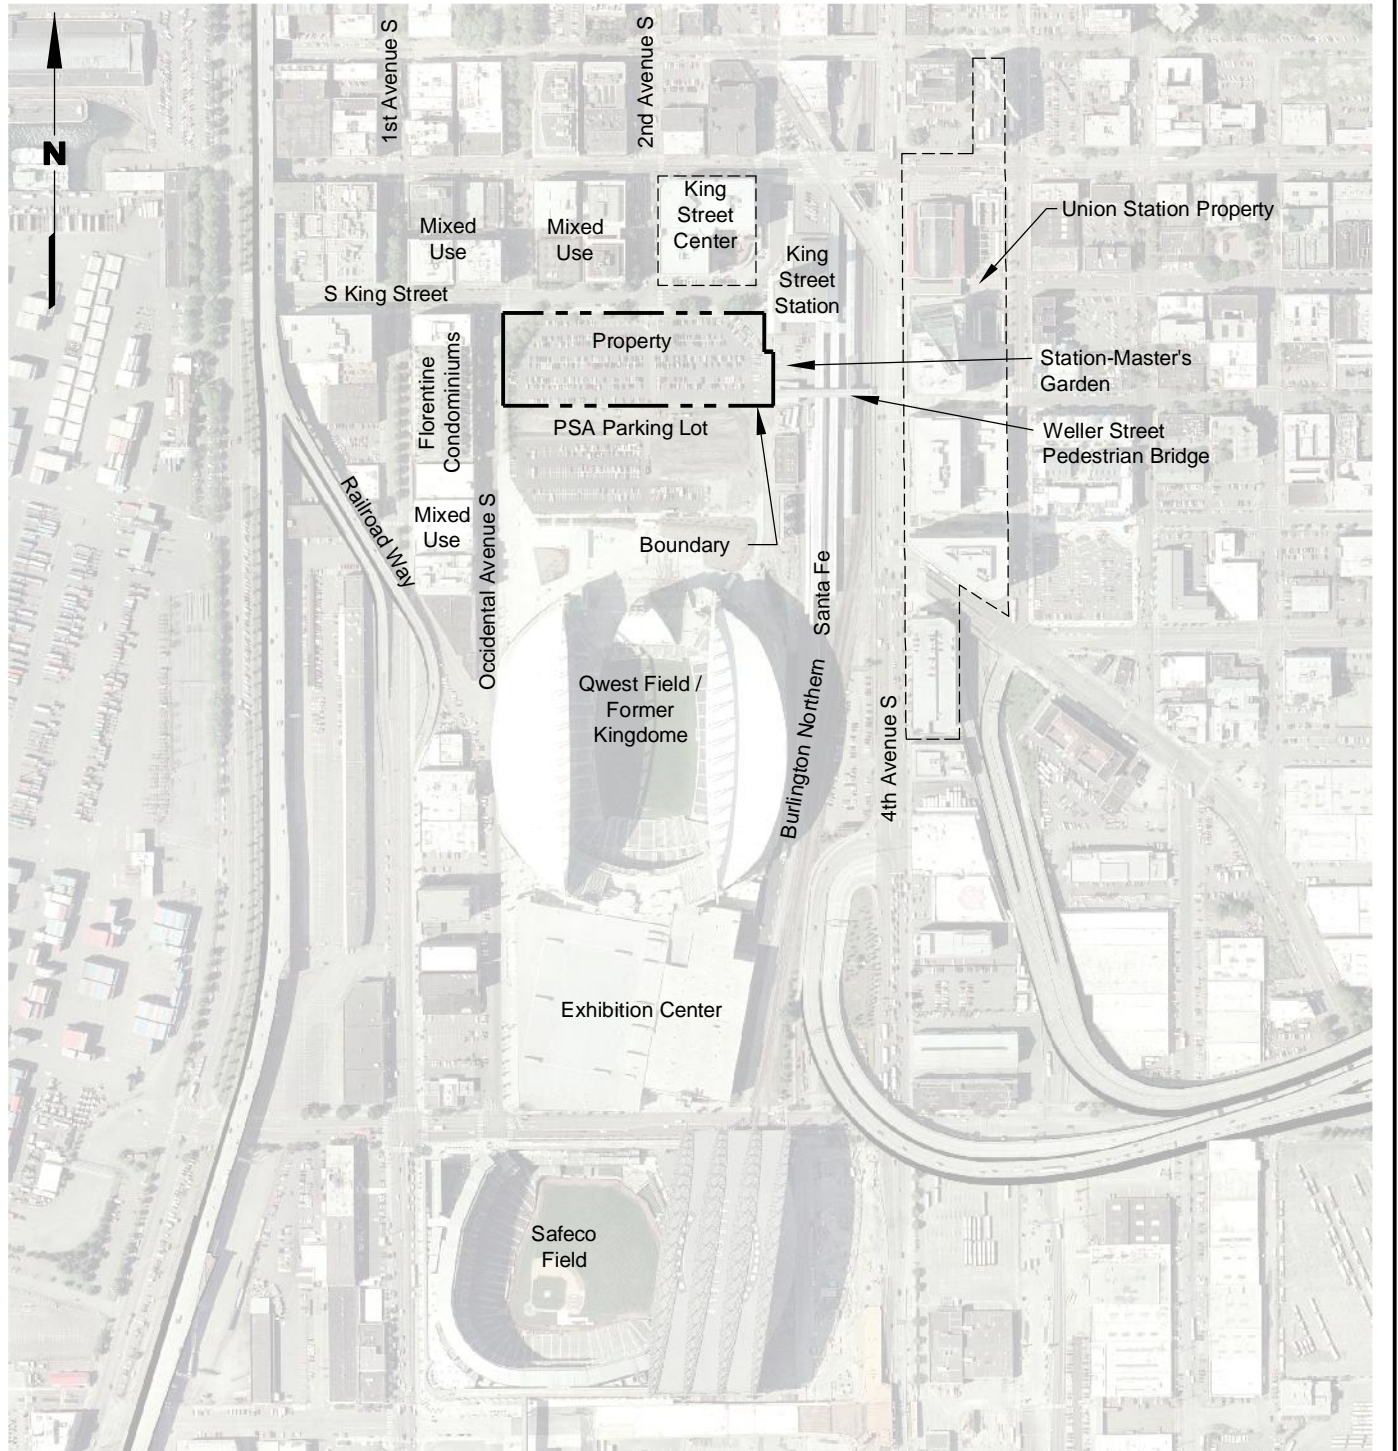 1st Avenue S
2nd Avenue S
N
King
Street
Center
Union Station Property
Mixed
Use
Mixed
Use
King
Street
Station
S King Street
Property
Station-Master's
Garden
Florentine
Condominiums
PSA Parking Lot
Weller Street
Pedestrian Bridge
Railroad Way
Mixed
Use
Occidental Avenue S
Boundary
Burlington Northern Santa Fe
Qwest Field /
Former
Kingdome
4th Avenue S
Exhibition Center
Safeco
Field